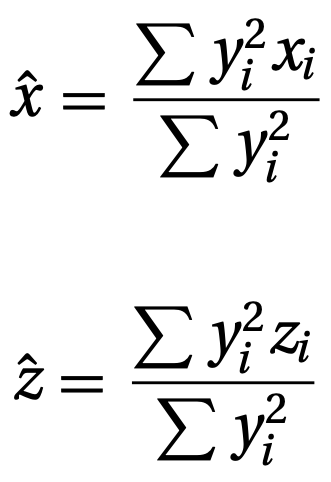 x̂ = ∑ y_i^2 x_i / ∑ y_i^2
ẑ = ∑ y_i^2 z_i / ∑ y_i^2